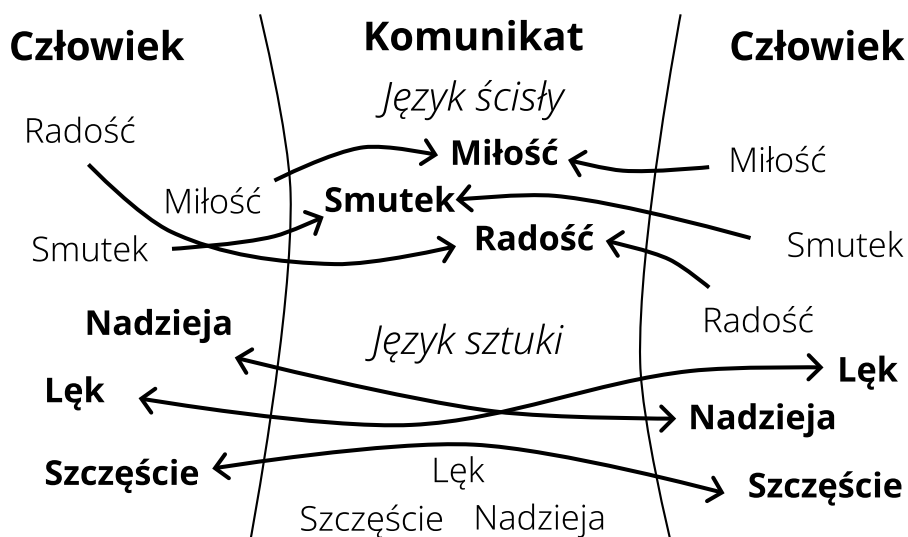 Człowiek
Komunikat
Człowiek
Język ścisły
Radość
Miłość
Miłość
Miłość
Smutek
Smutek
Radość
Smutek
Nadzieja
Radość
Język sztuki
Lęk
Lęk
Nadzieja
Szczęście
Lęk
Szczęście
Szczęście Nadzieja